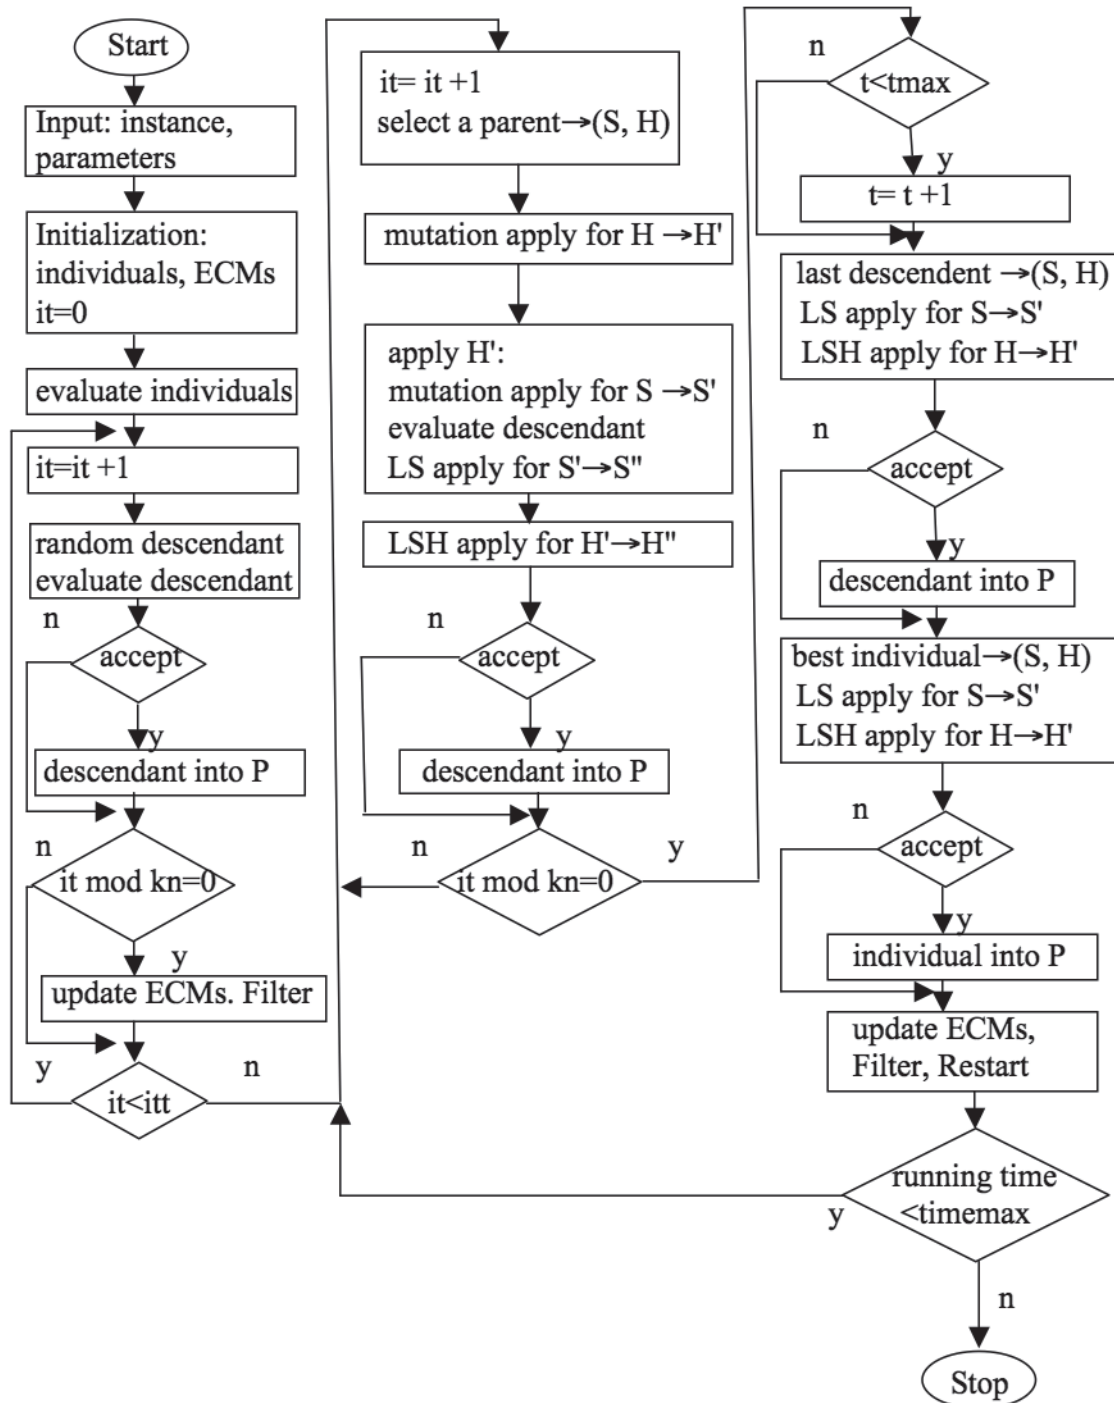 Start
Input: instance,
parameters
Initialization:
individuals, ECMs
it=0
evaluate individuals
it=it +1
random descendant
evaluate descendant
n
accept
y
descendant into P
n
it mod kn=0
y
update ECMs. Filter
y
n
it<itt
it= it +1
select a parent→(S, H)
mutation apply for H →H'
apply H':
mutation apply for S →S'
evaluate descendant
LS apply for S'→S"
LSH apply for H'→H"
n
accept
y
descendant into P
n
y
it mod kn=0
n
t<tmax
y
t= t +1
last descendent →(S, H)
LS apply for S→S'
LSH apply for H→H'
n
accept
y
descendant into P
best individual→(S, H)
LS apply for S→S'
LSH apply for H→H'
n
accept
y
individual into P
update ECMs,
Filter, Restart
running time
<timemax
y
n
Stop